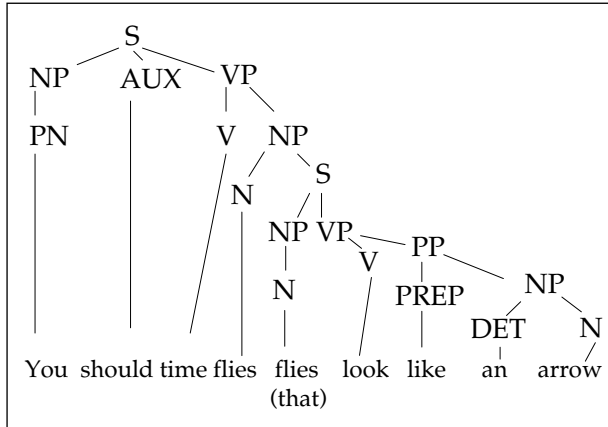 S
NP AUX VP
PN V NP
N S
NP VP PP
N V PREP NP
DET N
You should time flies flies look like an arrow
(that)